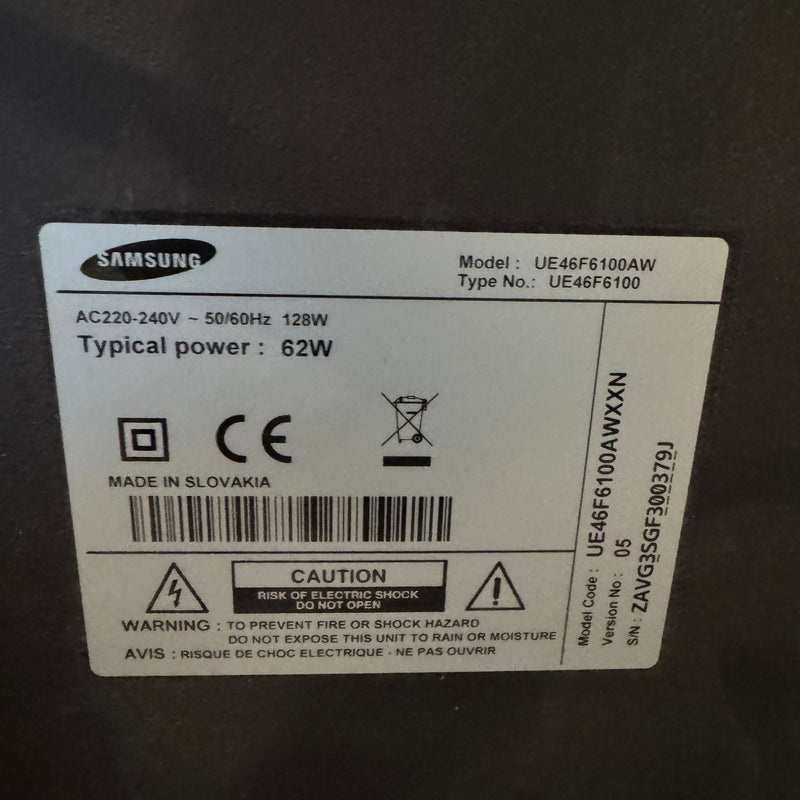 SAMSUNG
Model : UE46F6100AW
Type No.: UE46F6100
AC220-240V ~ 50/60Hz 128W
Typical power : 62W
CE
MADE IN SLOVAKIA
CAUTION
RISK OF ELECTRIC SHOCK
DO NOT OPEN
WARNING : TO PREVENT FIRE OR SHOCK HAZARD
DO NOT EXPOSE THIS UNIT TO RAIN OR MOISTURE
AVIS : RISQUE DE CHOC ELECTRIQUE - NE PAS OUVRIR
Model Code : UE46F6100AWXXN
Version No : 05
S/N : ZAVG3SGF300379J